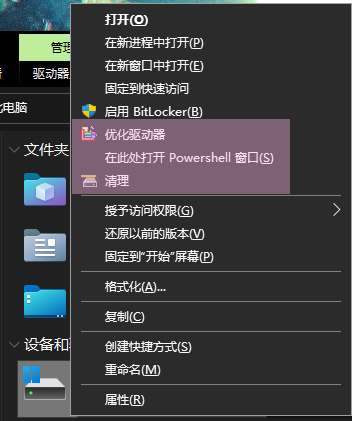 管理
驱动器
此电脑
文件夹
设备和
打开(O)
在新进程中打开(P)
在新窗口中打开(E)
固定到快速访问
启用 BitLocker(B)
优化驱动器
在此处打开 Powershell 窗口(S)
清理
授予访问权限(G)
还原以前的版本(V)
固定到"开始"屏幕(P)
格式化(A)...
复制(C)
创建快捷方式(S)
重命名(M)
属性(R)